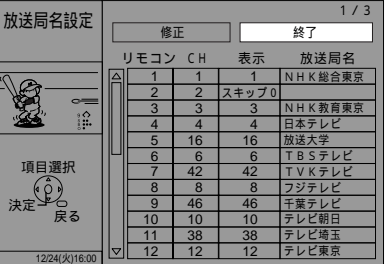 放送局名設定
1 / 3
修正 終了
リモコン CH 表示 放送局名
1 1 1 NHK総合東京
2 2 スキップ0
3 3 3 NHK教育東京
4 4 4 日本テレビ
5 16 16 放送大学
6 6 6 TBSテレビ
7 42 42 TVKテレビ
8 8 8 フジテレビ
9 46 46 千葉テレビ
10 10 10 テレビ朝日
11 38 38 テレビ埼玉
12 12 12 テレビ東京
項目選択
決定
戻る
12/24(火)16:00